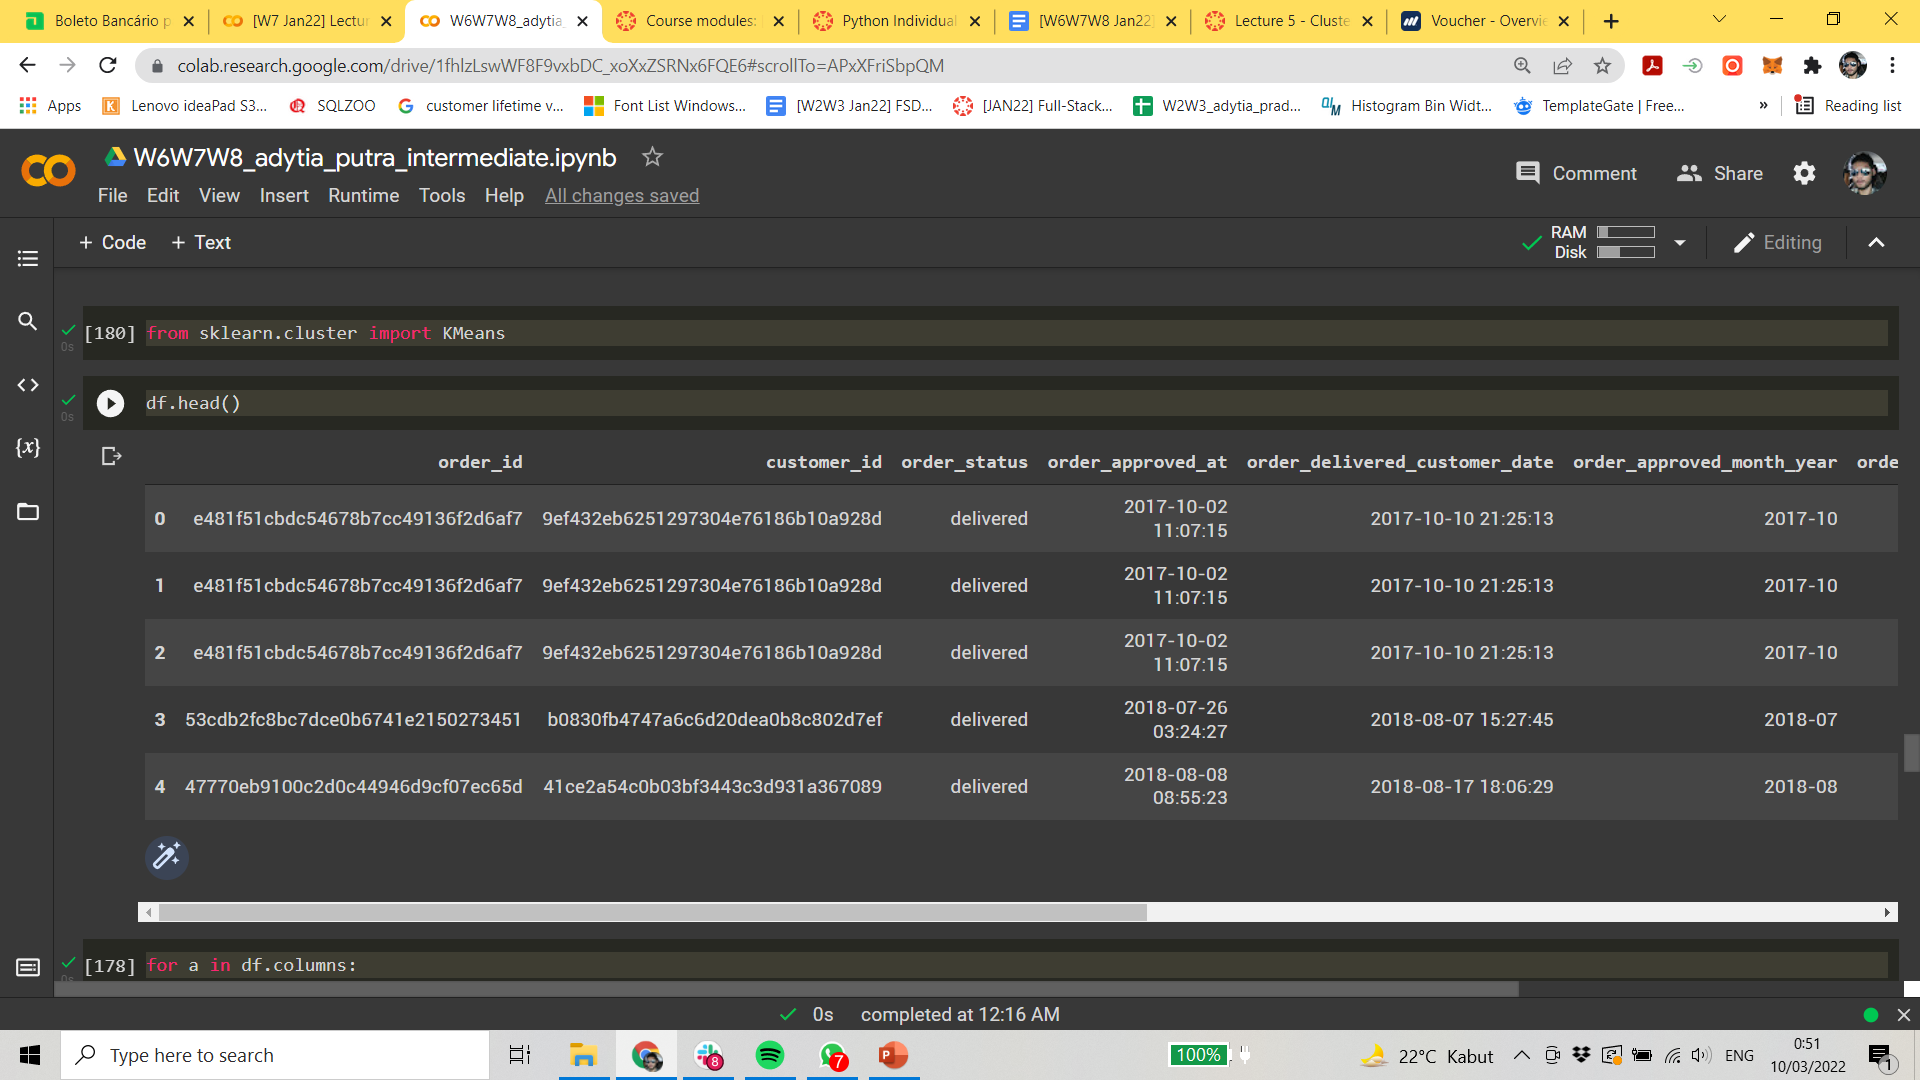 Boleto Bancário p
[W7 Jan22] Lectur
W6W7W8_adytia_
Course modules:
Python Individual
[W6W7W8 Jan22]
Lecture 5 - Cluste
Voucher - Overvie
colab.research.google.com/drive/1fhlzLswWF8F9vxbDC_xoXxZSRNx6FQE6#scrollTo=APxXFriSbpQM
Apps Lenovo ideaPad S3... SQLZOO customer lifetime v... Font List Windows... [W2W3 Jan22] FSD... [JAN22] Full-Stack... W2W3_adytia_prad... Histogram Bin Widt... TemplateGate | Free... » Reading list
W6W7W8_adytia_putra_intermediate.ipynb
Comment Share
File Edit View Insert Runtime Tools Help All changes saved
+ Code + Text
RAM
Disk
Editing
[180] from sklearn.cluster import KMeans
0s
df.head()
0s
order_id customer_id order_status order_approved_at order_delivered_customer_date order_approved_month_year orde
0 e481f51cbdc54678b7cc49136f2d6af7 9ef432eb6251297304e76186b10a928d delivered 2017-10-02 11:07:15 2017-10-10 21:25:13 2017-10
1 e481f51cbdc54678b7cc49136f2d6af7 9ef432eb6251297304e76186b10a928d delivered 2017-10-02 11:07:15 2017-10-10 21:25:13 2017-10
2 e481f51cbdc54678b7cc49136f2d6af7 9ef432eb6251297304e76186b10a928d delivered 2017-10-02 11:07:15 2017-10-10 21:25:13 2017-10
3 53cdb2fc8bc7dce0b6741e2150273451 b0830fb4747a6c6d20dea0b8c802d7ef delivered 2018-07-26 03:24:27 2018-08-07 15:27:45 2018-07
4 47770eb9100c2d0c44946d9cf07ec65d 41ce2a54c0b03bf3443c3d931a367089 delivered 2018-08-08 08:55:23 2018-08-17 18:06:29 2018-08
[178] for a in df.columns:
0s
0s completed at 12:16 AM
Type here to search
8
7
100%
22°C Kabut
ENG
0:51
10/03/2022
1